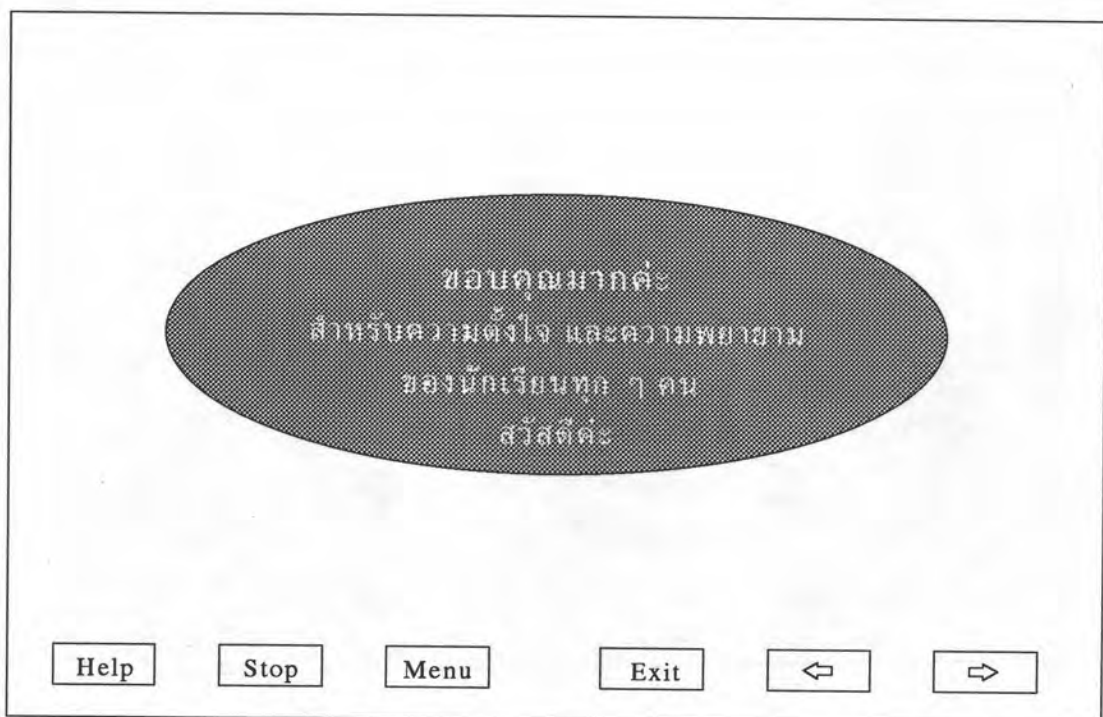 ขอบคุณมากค่ะ
สำหรับความตั้งใจ และความพยายาม
ของนักเรียนทุก ๆ คน
สวัสดีค่ะ
Help Stop Menu Exit